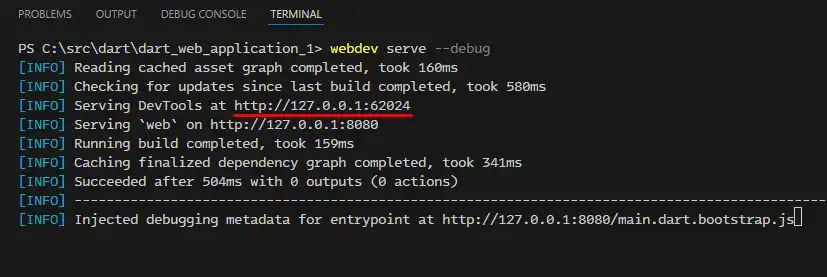 PROBLEMS OUTPUT DEBUG CONSOLE TERMINAL
PS C:\src\dart\dart_web_application_1> webdev serve --debug
[INFO] Reading cached asset graph completed, took 160ms
[INFO] Checking for updates since last build completed, took 580ms
[INFO] Serving DevTools at http://127.0.0.1:62024
[INFO] Serving `web` on http://127.0.0.1:8080
[INFO] Running build completed, took 159ms
[INFO] Caching finalized dependency graph completed, took 341ms
[INFO] Succeeded after 504ms with 0 outputs (0 actions)
[INFO] ---------------------------------------------------------------------------
[INFO] Injected debugging metadata for entrypoint at http://127.0.0.1:8080/main.dart.bootstrap.js